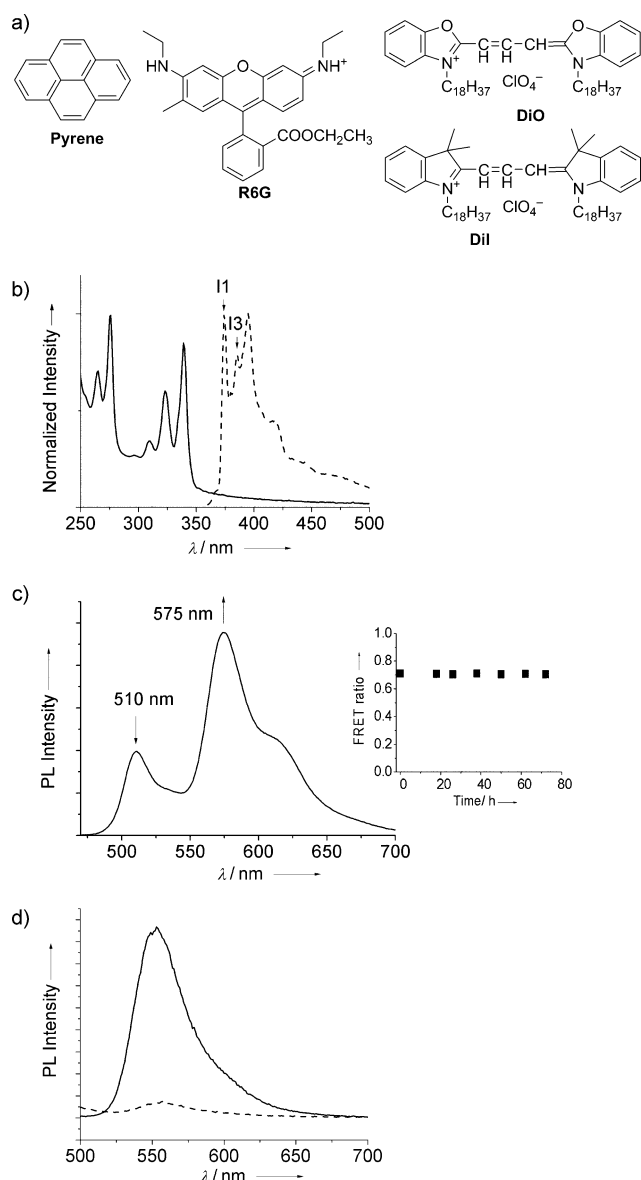 a)
Pyrene
NH
O
NH+
COOCH2CH3
R6G
O
N+
C18H37
C=C–C=
H H H
ClO4−
O
N
C18H37
DiO
N+
C18H37
C=C–C=
H H H
ClO4−
N
C18H37
DiI
b)
Normalized Intensity
I1
I3
250 300 350 400 450 500
λ / nm
c)
PL Intensity
575 nm
510 nm
500 550 600 650 700
λ / nm
FRET ratio
1.0
0.8
0.6
0.4
0.2
0.0
0 20 40 60 80
Time/ h
d)
PL Intensity
500 550 600 650 700
λ / nm